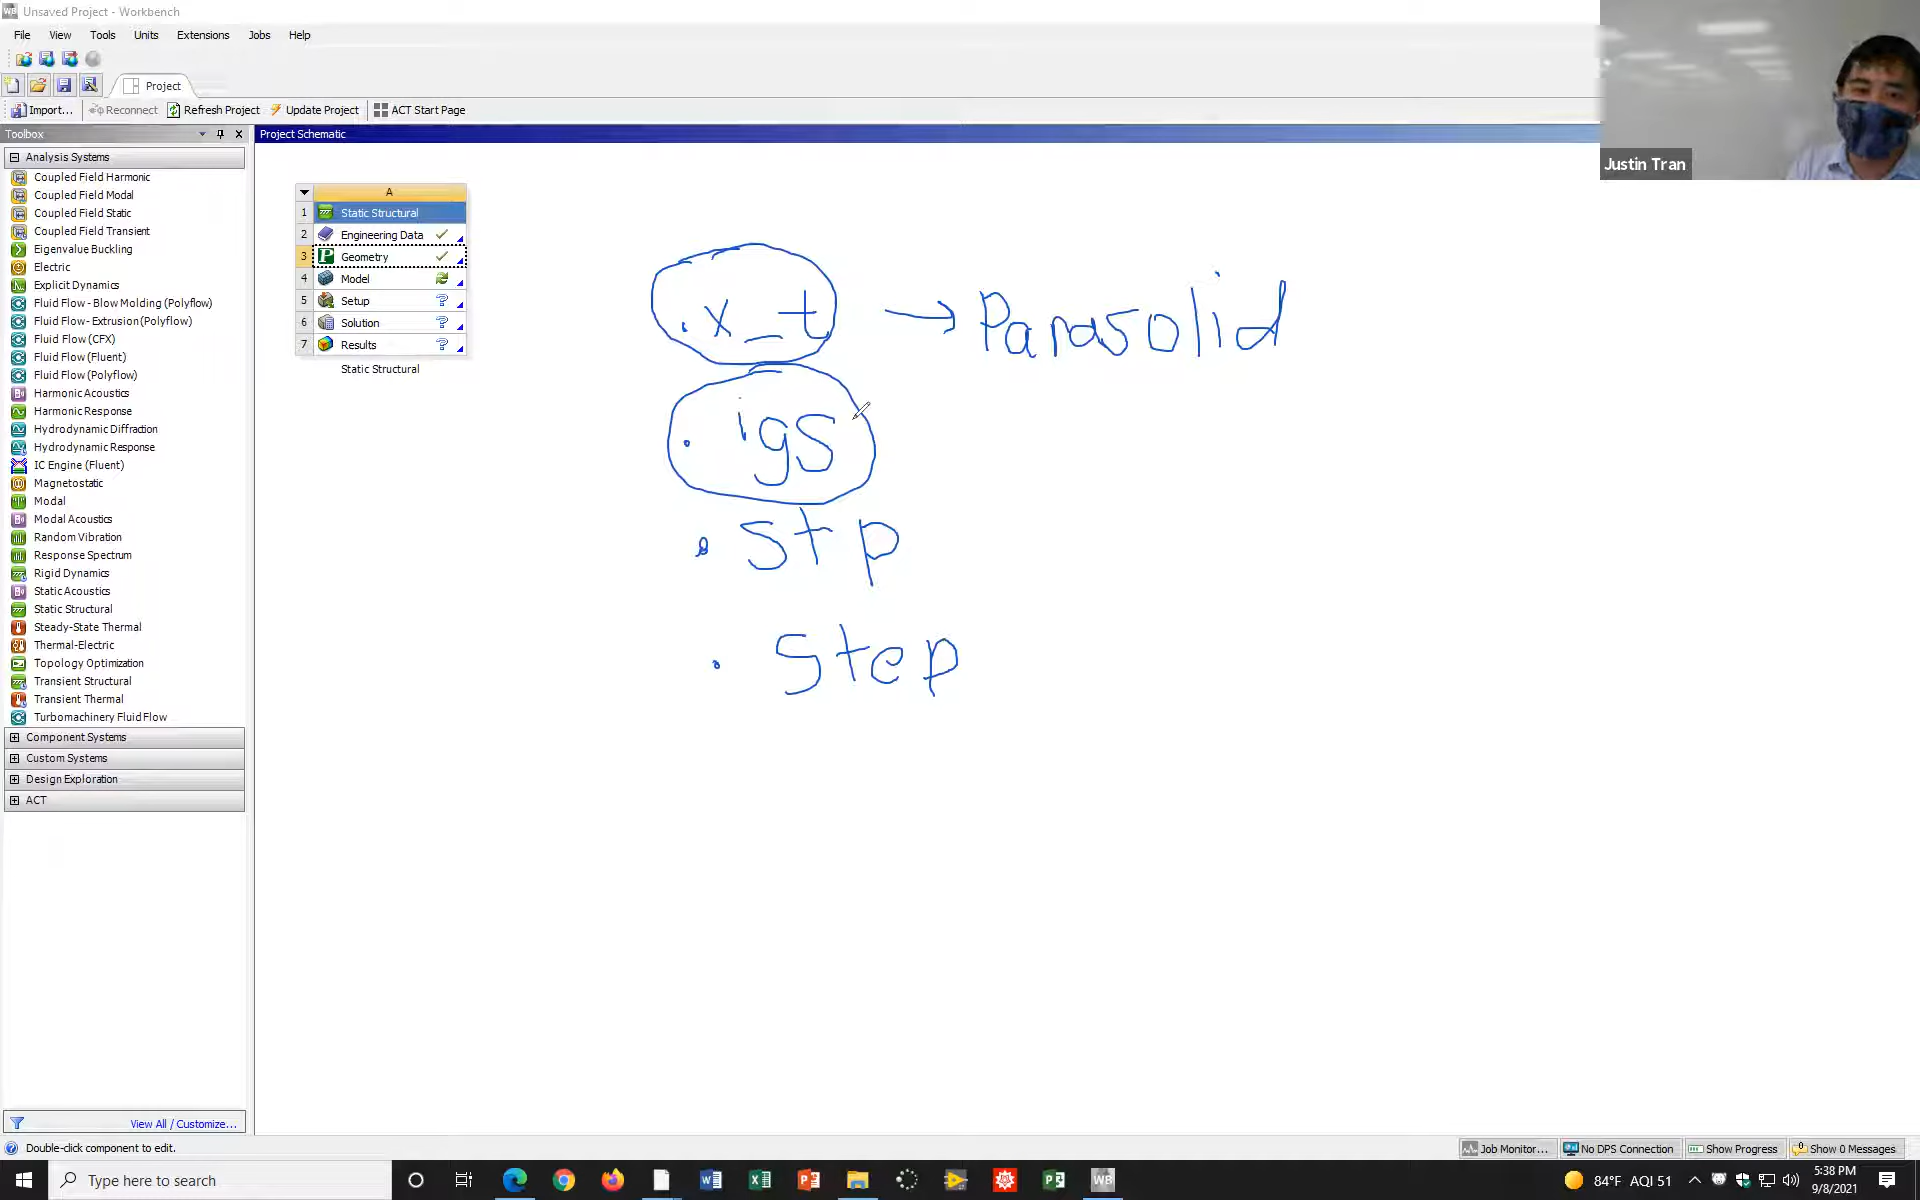 Unsaved Project - Workbench
File View Tools Units Extensions Jobs Help
Project
Import... Reconnect Refresh Project Update Project ACT Start Page
Toolbox
Project Schematic
Justin Tran
Analysis Systems
Coupled Field Harmonic
Coupled Field Modal
Coupled Field Static
Coupled Field Transient
Eigenvalue Buckling
Electric
Explicit Dynamics
Fluid Flow - Blow Molding (Polyflow)
Fluid Flow - Extrusion (Polyflow)
Fluid Flow (CFX)
Fluid Flow (Fluent)
Fluid Flow (Polyflow)
Harmonic Acoustics
Harmonic Response
Hydrodynamic Diffraction
Hydrodynamic Response
IC Engine (Fluent)
Magnetostatic
Modal
Modal Acoustics
Random Vibration
Response Spectrum
Rigid Dynamics
Static Acoustics
Static Structural
Steady-State Thermal
Thermal-Electric
Topology Optimization
Transient Structural
Transient Thermal
Turbomachinery Fluid Flow
Component Systems
Custom Systems
Design Exploration
ACT
View All / Customize...
A
1 Static Structural
2 Engineering Data
3 Geometry
4 Model
5 Setup ?
6 Solution ?
7 Results ?
Static Structural
.x_t → Parasolid
. igs
. stp
. step
Double-click component to edit.
Job Monitor... No DPS Connection Show Progress Show 0 Messages
Type here to search
84°F AQI 51
5:38 PM
9/8/2021